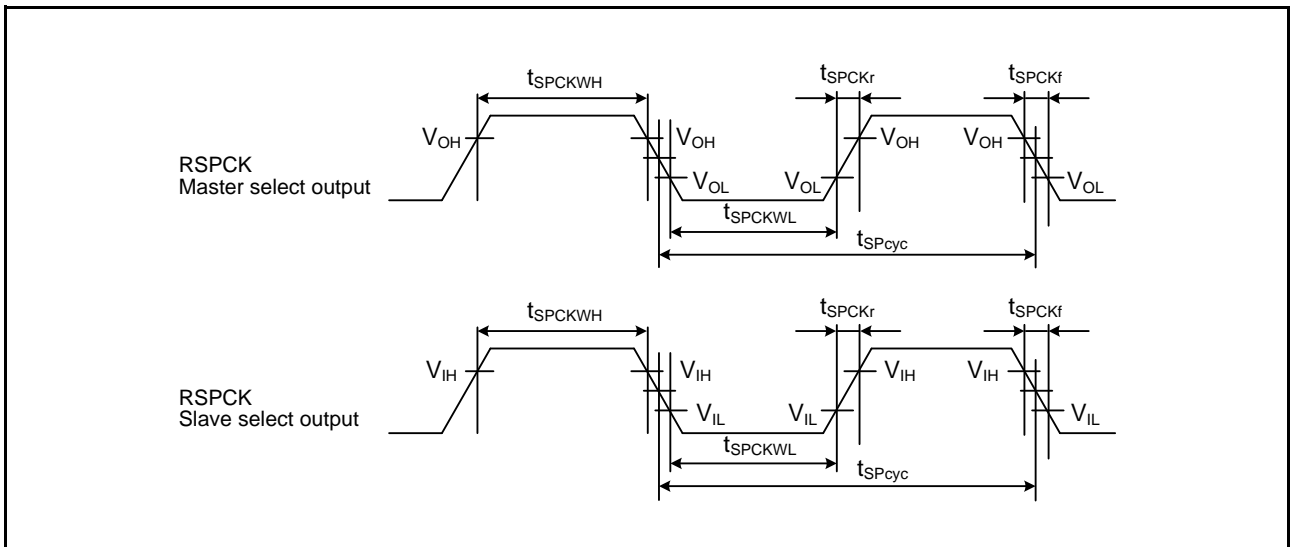 tSPCKWH
tSPCKr
tSPCKf
VOH
VOH
VOH
VOH
RSPCK
Master select output
VOL
VOL
VOL
tSPCKWL
tSPcyc
tSPCKWH
tSPCKr
tSPCKf
VIH
VIH
VIH
VIH
RSPCK
Slave select output
VIL
VIL
VIL
tSPCKWL
tSPcyc